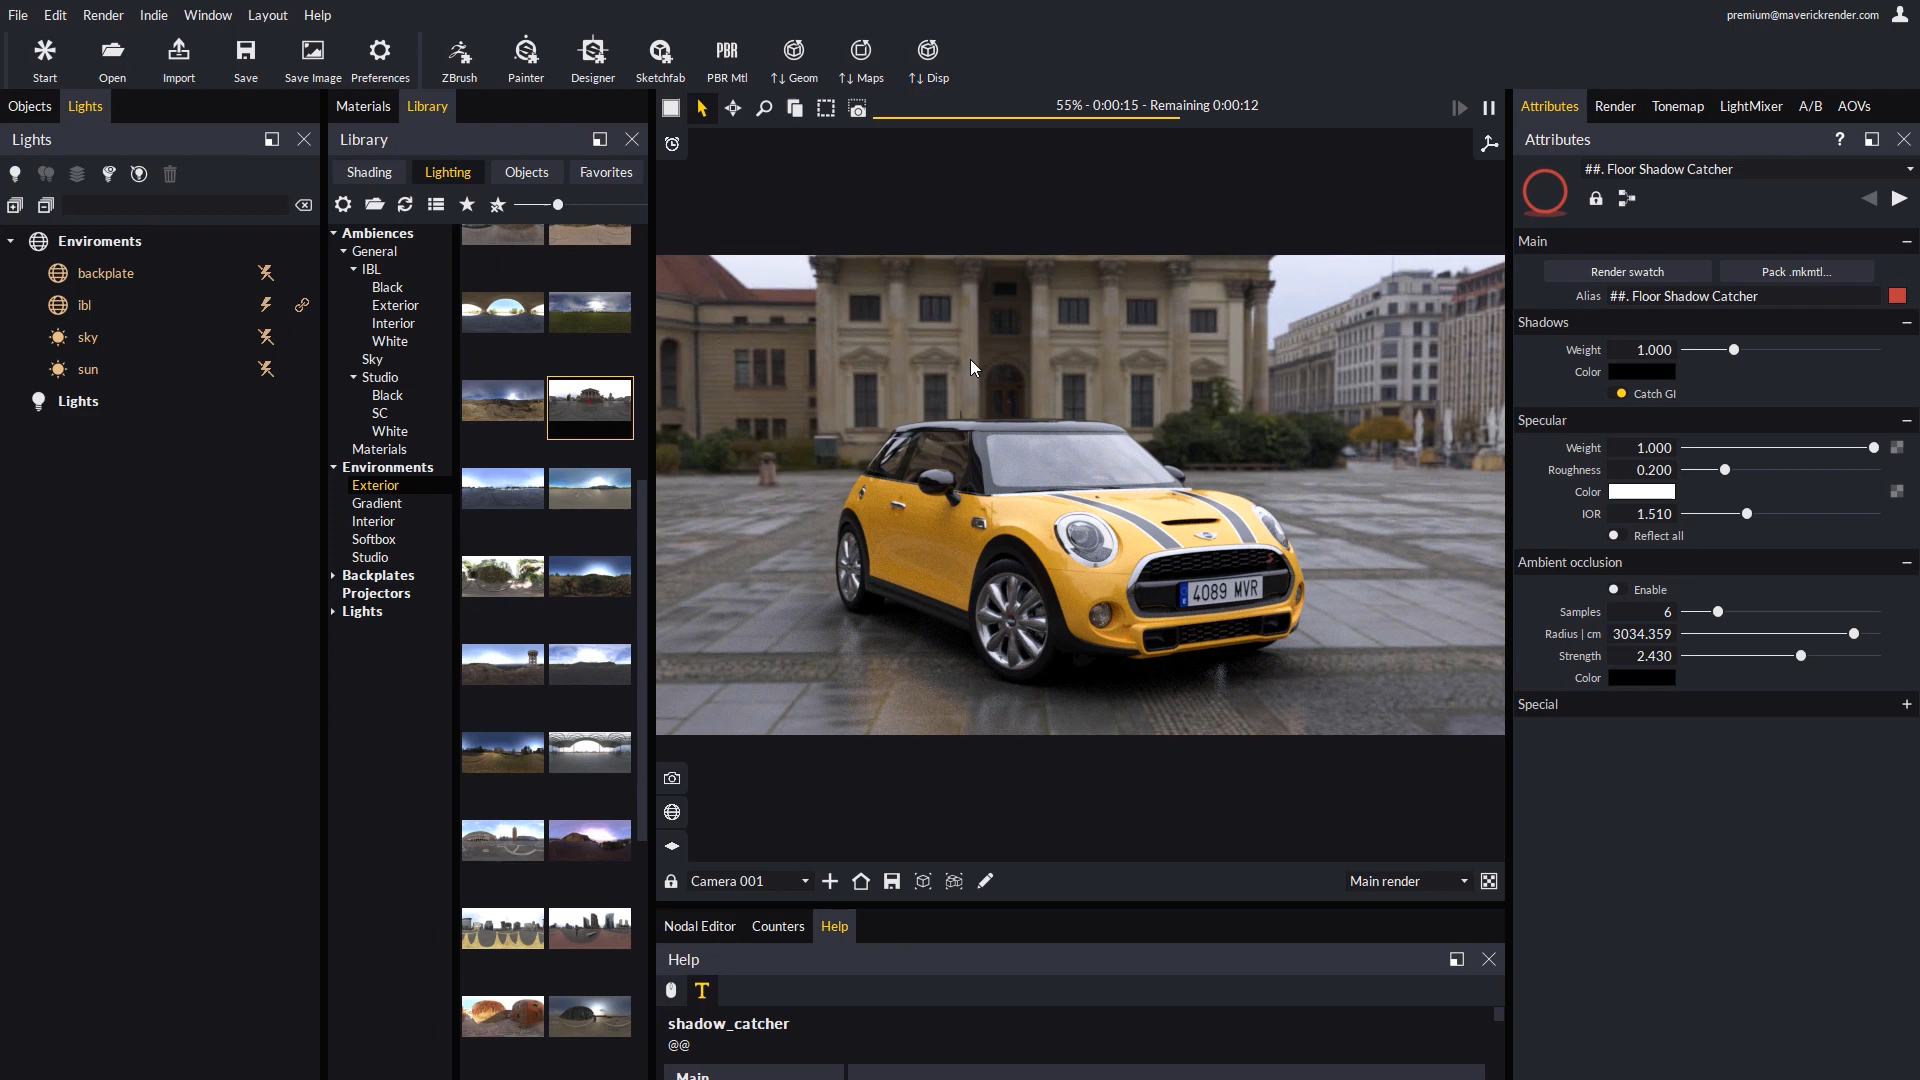 File Edit Render Indie Window Layout Help
premium@maverickrender.com
Start Open Import Save Save Image Preferences ZBrush Painter Designer Sketchfab PBR PBR Mtl ↑↓ Geom ↑↓ Maps ↑↓ Disp
Objects Lights
Lights
Enviroments
backplate
ibl
sky
sun
Lights
Materials Library
Library
Shading Lighting Objects Favorites
Ambiences
General
IBL
Black
Exterior
Interior
White
Sky
Studio
Black
SC
White
Materials
Environments
Exterior
Gradient
Interior
Softbox
Studio
Backplates
Projectors
Lights
55% - 0:00:15 - Remaining 0:00:12
4089 MVR
Camera 001
Main render
Nodal Editor Counters Help
Help
T
shadow_catcher
@@
Main
Attributes Render Tonemap LightMixer A/B AOVs
Attributes ?
##. Floor Shadow Catcher
Main
Render swatch Pack .mkmtl...
Alias ##. Floor Shadow Catcher
Shadows
Weight 1.000
Color
Catch GI
Specular
Weight 1.000
Roughness 0.200
Color
IOR 1.510
Reflect all
Ambient occlusion
Enable
Samples 6
Radius | cm 3034.359
Strength 2.430
Color
Special